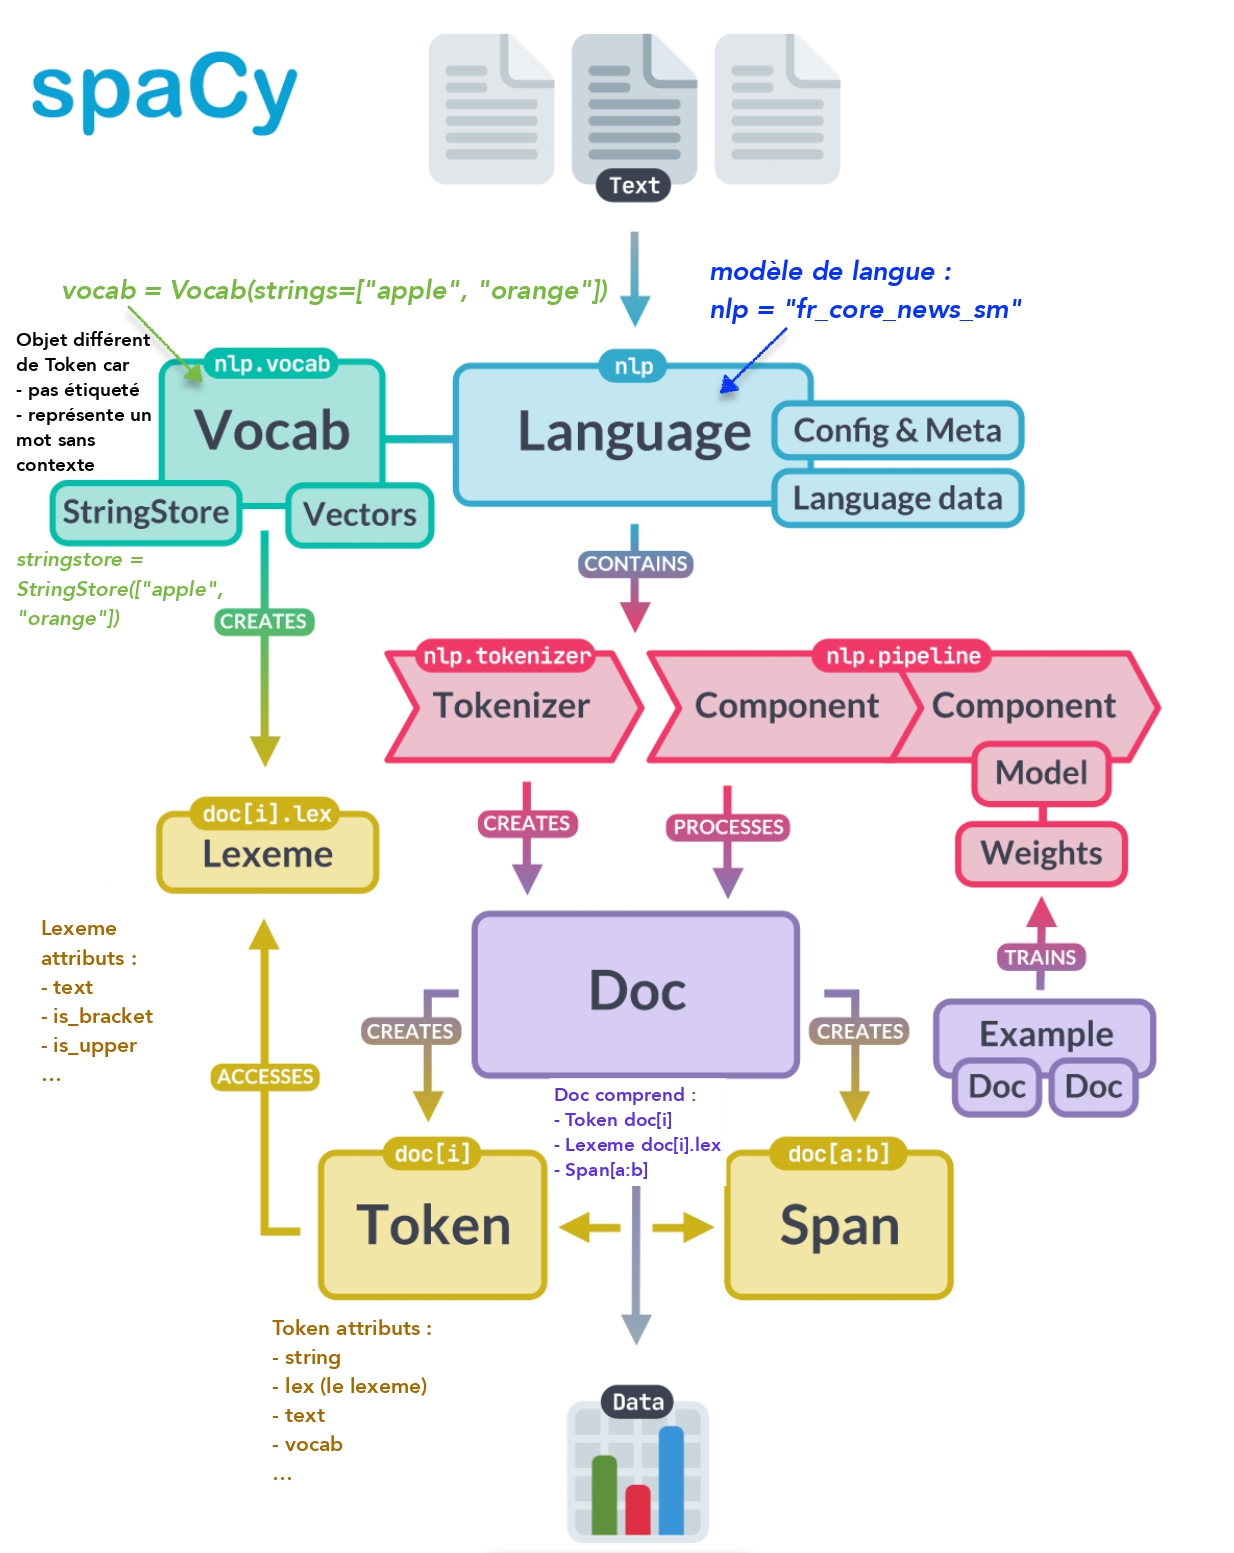 spaCy
Text
modèle de langue :
nlp = "fr_core_news_sm"
vocab = Vocab(strings=["apple", "orange"])
Objet différent
de Token car
- pas étiqueté
- représente un
mot sans
contexte
nlp.vocab
Vocab
StringStore
Vectors
nlp
Language
Config & Meta
Language data
stringstore =
StringStore(["apple",
"orange"])
CREATES
CONTAINS
nlp.tokenizer
Tokenizer
nlp.pipeline
Component
Component
Model
Weights
doc[i].lex
Lexeme
CREATES
PROCESSES
Lexeme
attributs :
- text
- is_bracket
- is_upper
...
Doc
TRAINS
Example
Doc
Doc
CREATES
CREATES
ACCESSES
Doc comprend :
- Token doc[i]
- Lexeme doc[i].lex
- Span[a:b]
doc[i]
Token
doc[a:b]
Span
Token attributs :
- string
- lex (le lexeme)
- text
- vocab
...
Data